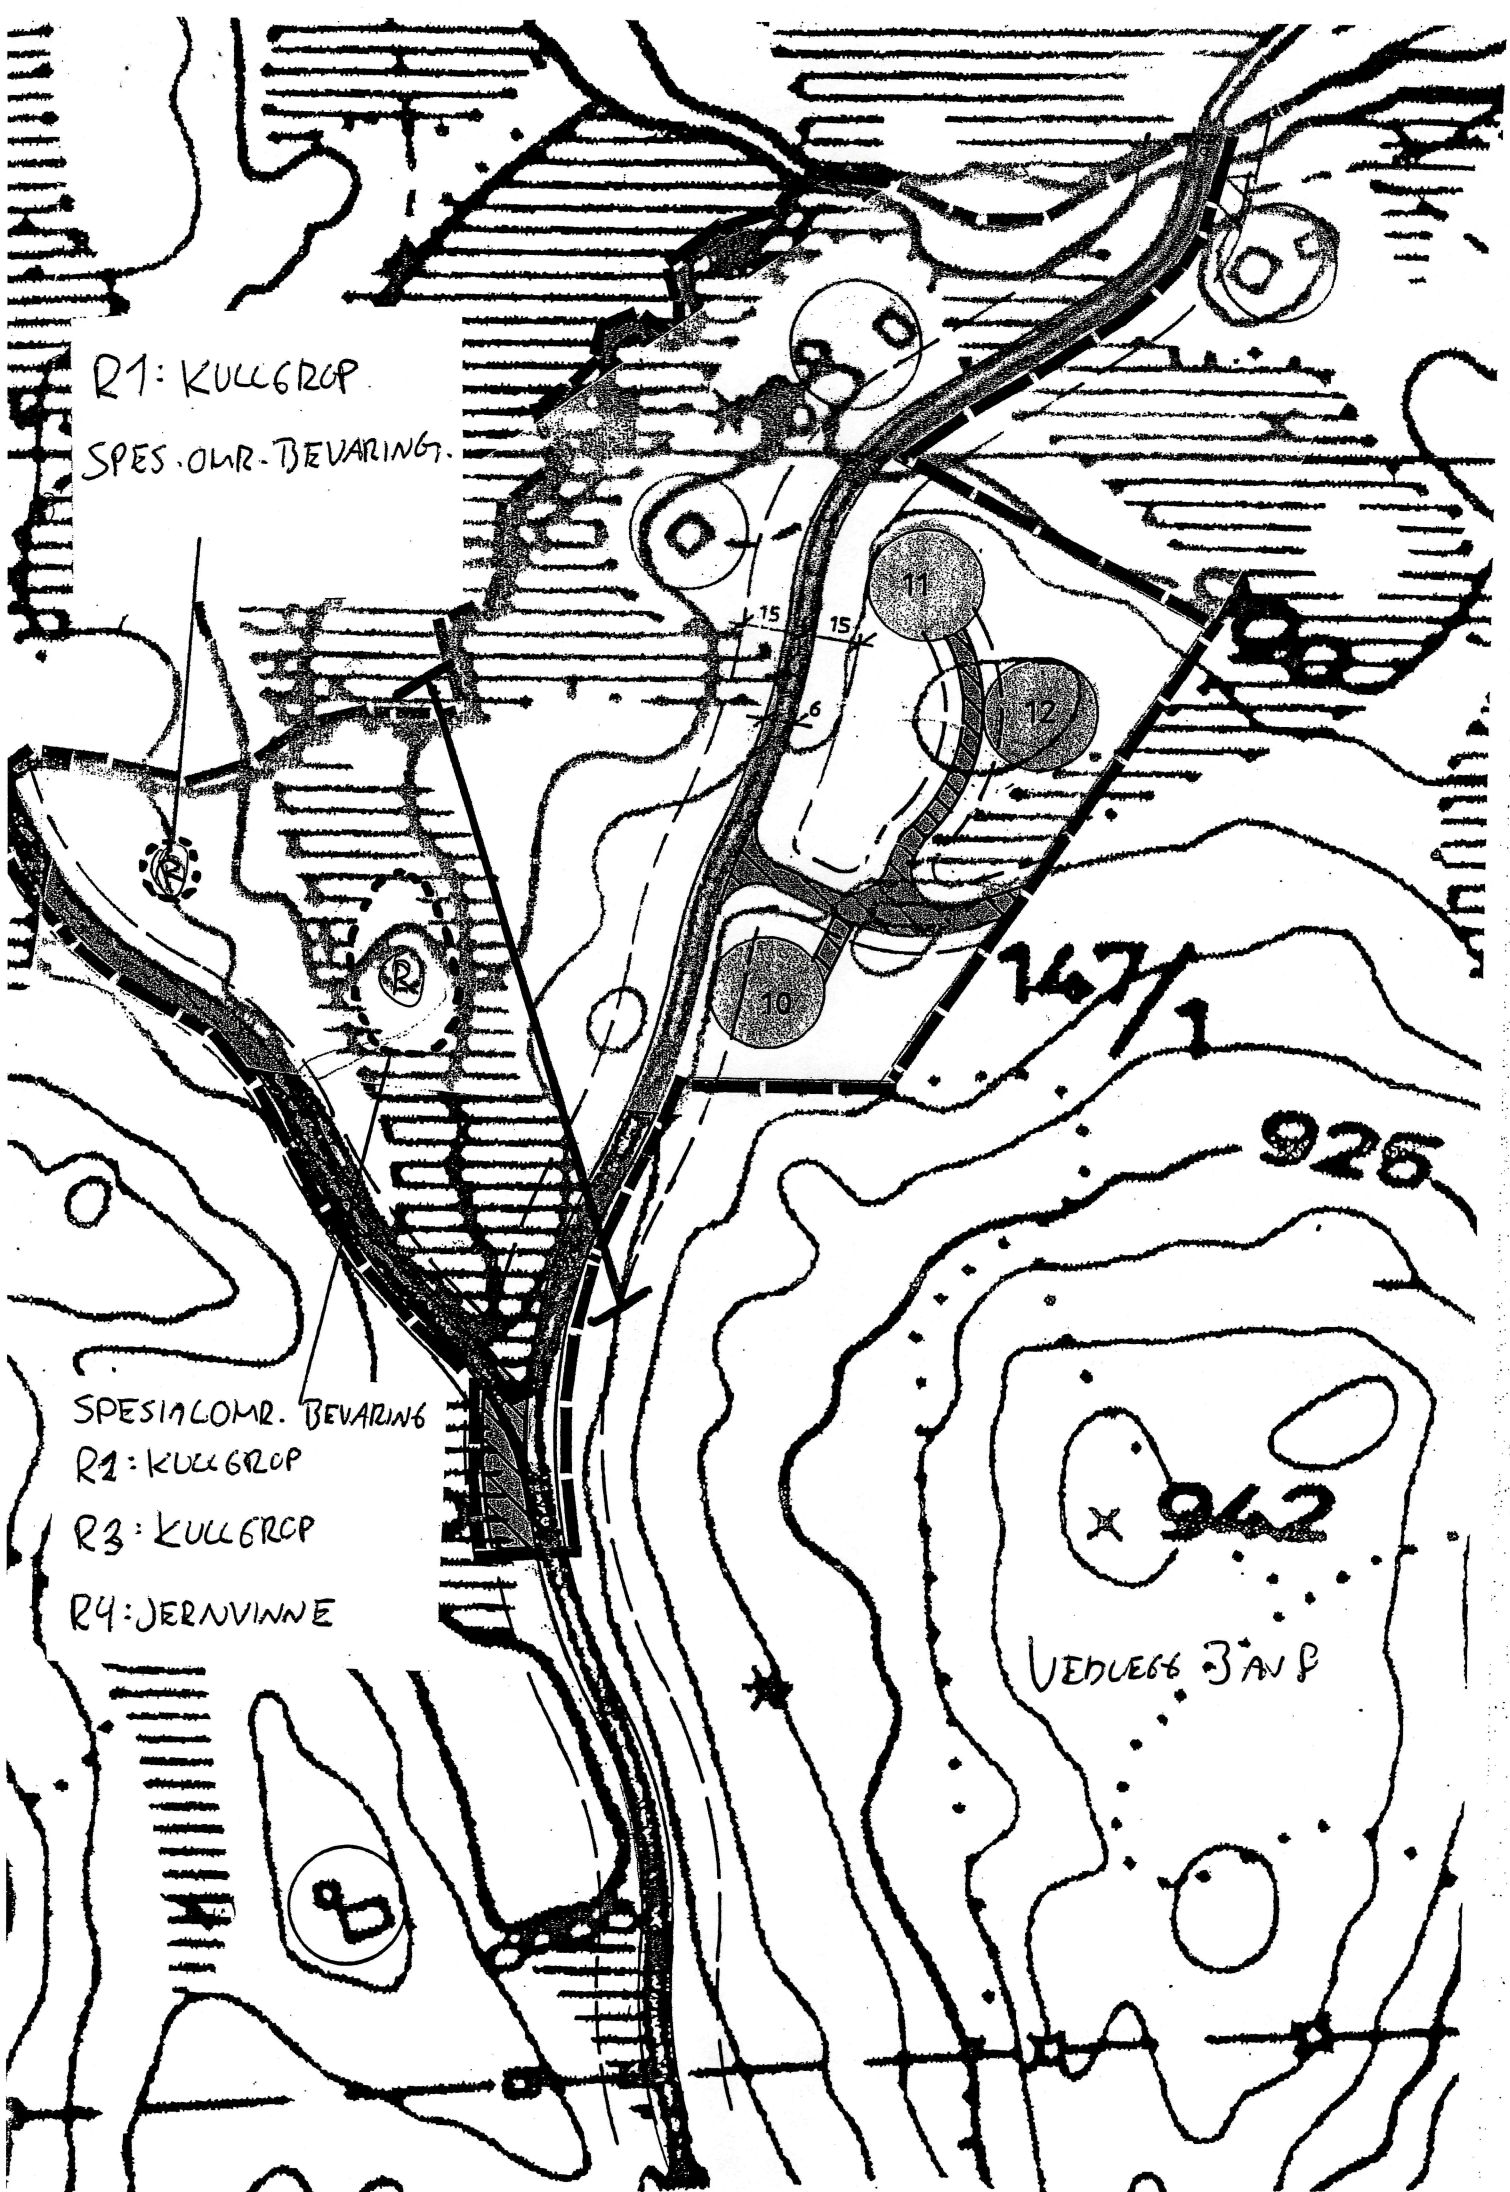 R1: KULLGROP
SPES.OMR. BEVARING.
11
15
15
12
6
R
R
10
147/1
925
SPESIALOMR. BEVARING
R2: KULLGROP
R3: KULLGROP
R4: JERNVINNE
942
VEDLEGG 3 AV 8